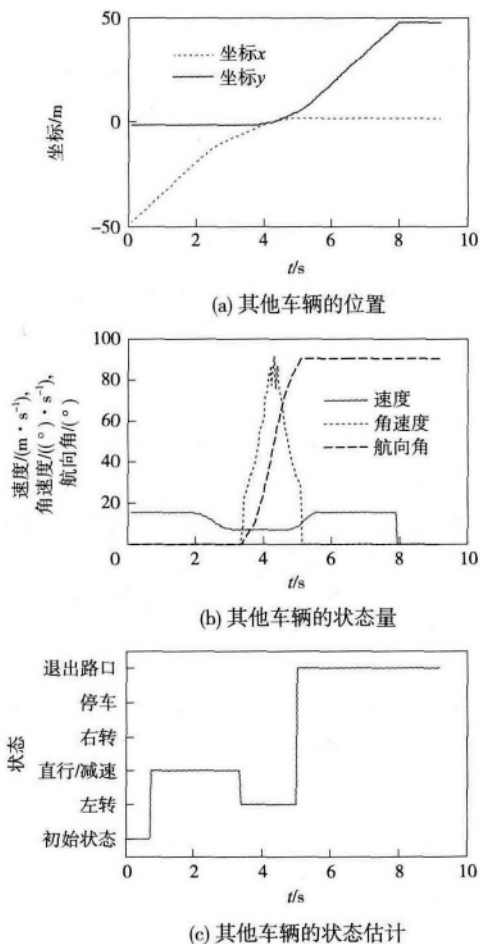 50
坐标x
坐标y
坐标/m
0
-50
0
2
4
6
8
10
t/s
(a) 其他车辆的位置
100
80
60
40
20
速度/(m·s⁻¹),
角速度/((°)·s⁻¹),
航向角/(°)
速度
角速度
航向角
0
2
4
6
8
10
t/s
(b) 其他车辆的状态量
状态
退出路口
停车
右转
直行/减速
左转
初始状态
0
2
4
6
8
10
t/s
(c) 其他车辆的状态估计